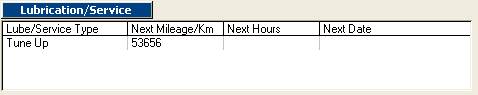 Lubrication/Service
Lube/Service Type Next Mileage/Km Next Hours Next Date
Tune Up 53656